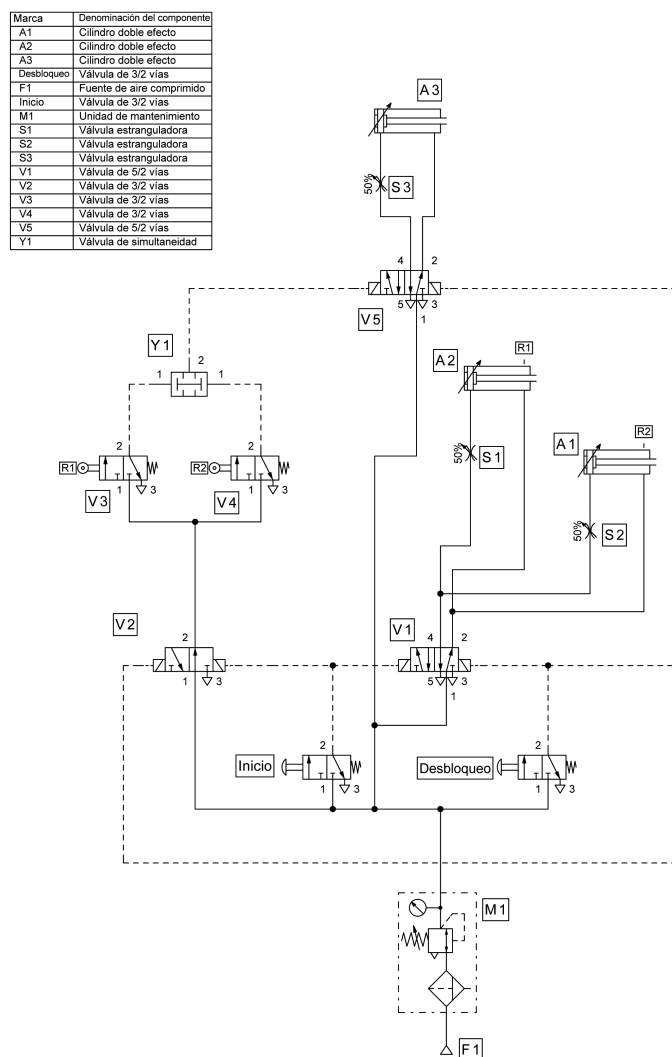 Marca Denominación del componente
A1 Cilindro doble efecto
A2 Cilindro doble efecto
A3 Cilindro doble efecto
Desbloqueo Válvula de 3/2 vías
F1 Fuente de aire comprimido
Inicio Válvula de 3/2 vías
M1 Unidad de mantenimiento
S1 Válvula estranguladora
S2 Válvula estranguladora
S3 Válvula estranguladora
V1 Válvula de 5/2 vías
V2 Válvula de 3/2 vías
V3 Válvula de 3/2 vías
V4 Válvula de 3/2 vías
V5 Válvula de 5/2 vías
Y1 Válvula de simultaneidad
A3
50% S3
4 2
5 3
V5 1
Y1
2
1 1
R1
A2
50% S1
R2
A1
50% S2
2 2
R1 R2
1 3 1 3
V3 V4
V2 2
1 3
V1 4 2
5 3
1
Inicio 2
1 3
Desbloqueo 2
1 3
M1
F1